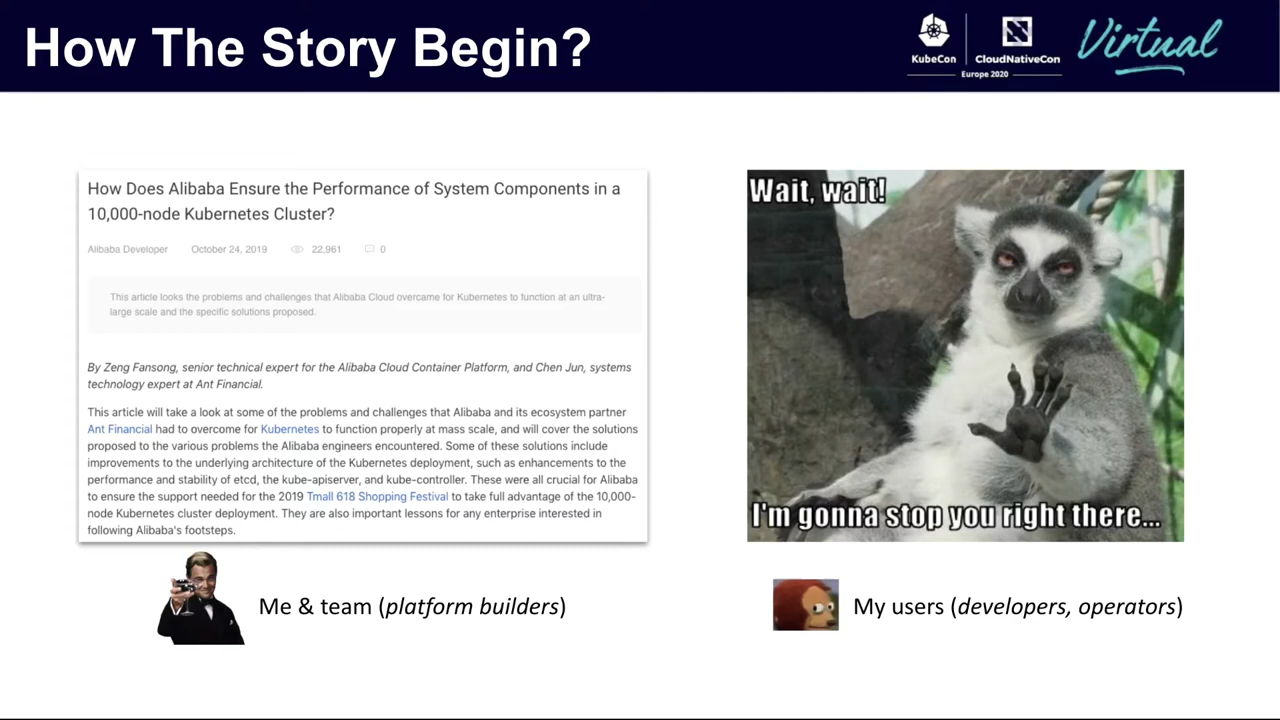 How The Story Begin?
KubeCon
CloudNativeCon
Europe 2020
Virtual
How Does Alibaba Ensure the Performance of System Components in a
10,000-node Kubernetes Cluster?
Alibaba Developer October 24, 2019 22,961 0
This article looks the problems and challenges that Alibaba Cloud overcame for Kubernetes to function at an ultra-
large scale and the specific solutions proposed.
By Zeng Fansong, senior technical expert for the Alibaba Cloud Container Platform, and Chen Jun, systems
technology expert at Ant Financial.
This article will take a look at some of the problems and challenges that Alibaba and its ecosystem partner
Ant Financial had to overcome for Kubernetes to function properly at mass scale, and will cover the solutions
proposed to the various problems the Alibaba engineers encountered. Some of these solutions include
improvements to the underlying architecture of the Kubernetes deployment, such as enhancements to the
performance and stability of etcd, the kube-apiserver, and kube-controller. These were all crucial for Alibaba
to ensure the support needed for the 2019 Tmall 618 Shopping Festival to take full advantage of the 10,000-
node Kubernetes cluster deployment. They are also important lessons for any enterprise interested in
following Alibaba's footsteps.
Wait, wait!
I'm gonna stop you right there...
Me & team (platform builders)
My users (developers, operators)